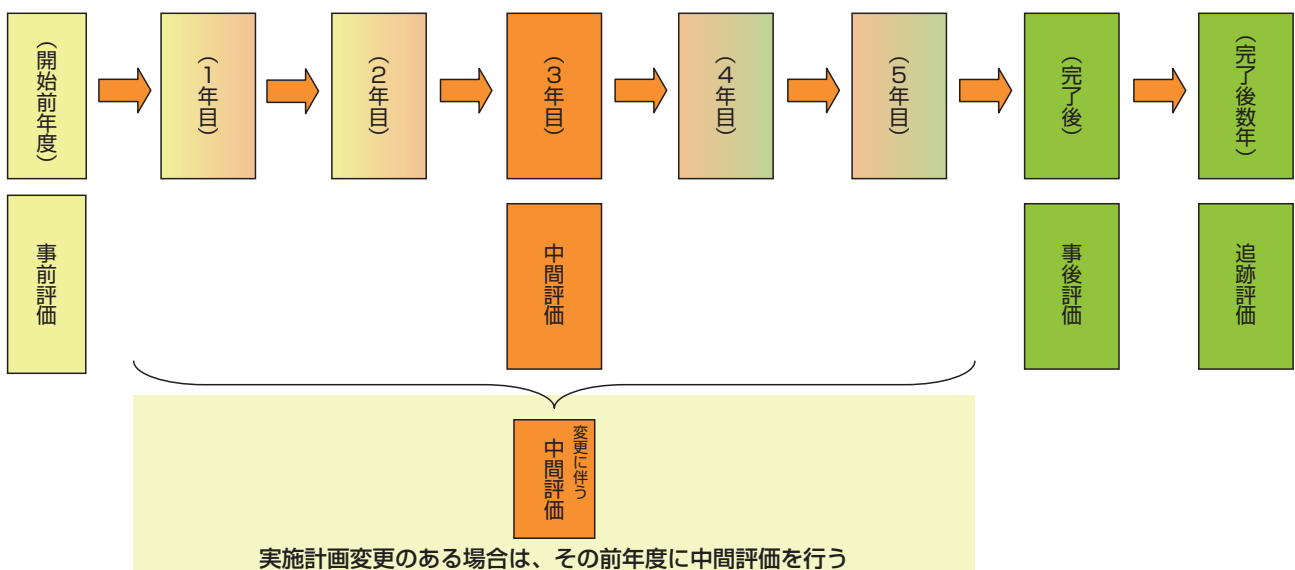 （開始前年度）
（１年目）
（２年目）
（３年目）
（４年目）
（５年目）
（完了後）
（完了後数年）
事前評価
中間評価
事後評価
追跡評価
変更に伴う
中間評価
実施計画変更のある場合は、その前年度に中間評価を行う